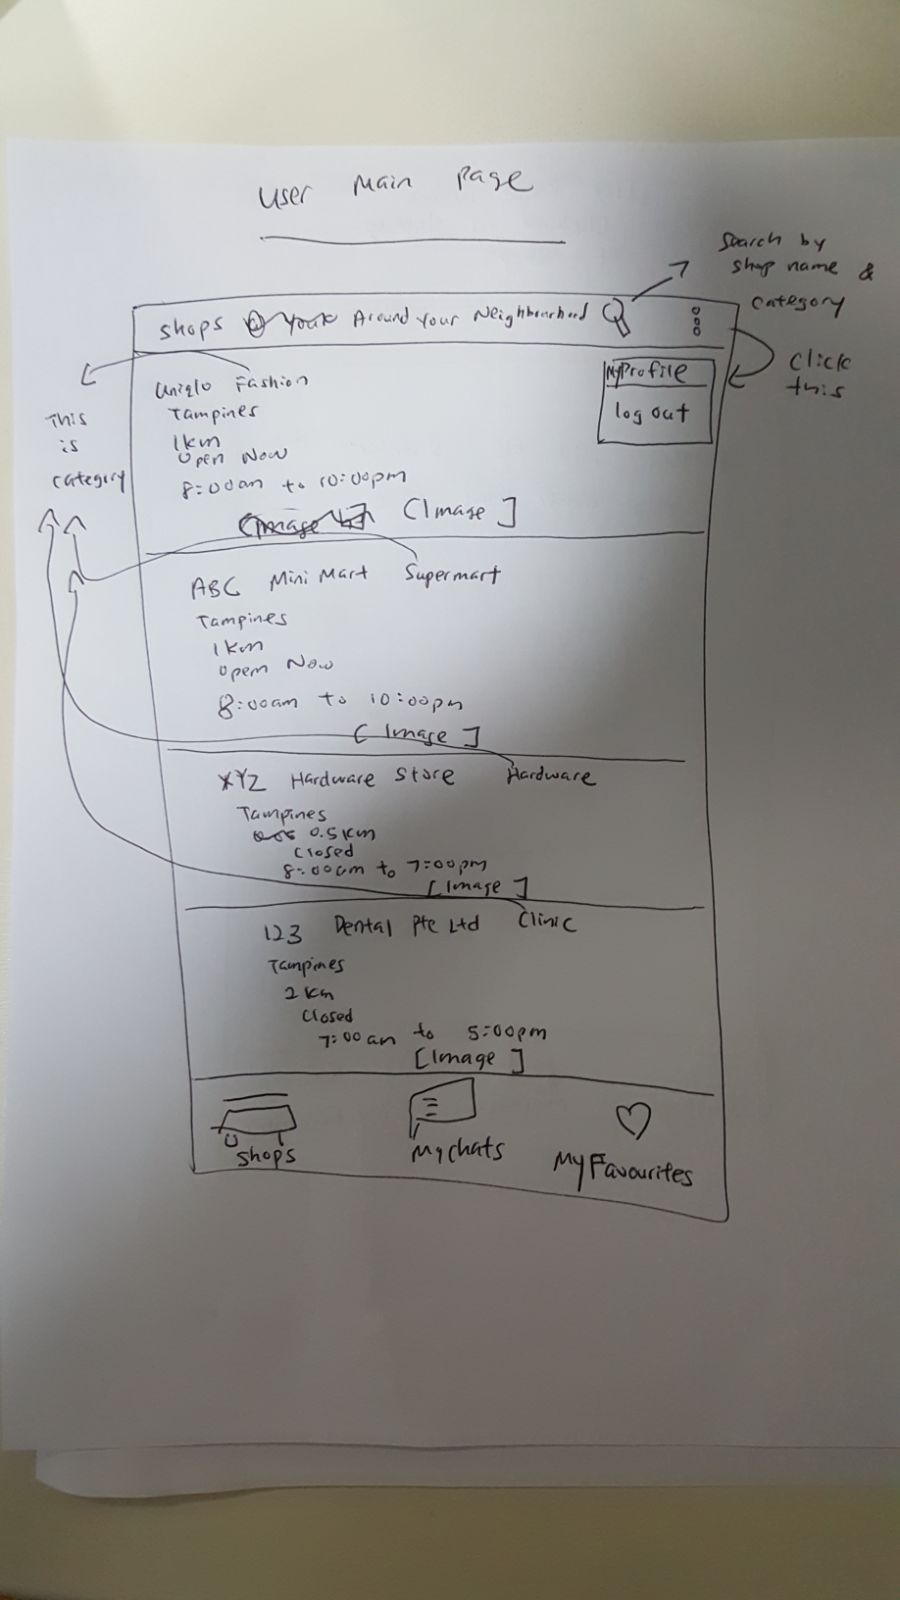 User Main Page
Search by
shop name &
category
Shops Around Your Neighbourhood
Click
this
My Profile
log out
This
is
category
Uniqlo Fashion
Tampines
1km
Open Now
8:00am to 10:00pm
[Image]
ABC Mini Mart Supermart
Tampines
1km
Open Now
8:00am to 10:00pm
[Image]
XYZ Hardware Store Hardware
Tampines
0.5km
Closed
8:00am to 7:00pm
[Image]
123 Dental Pte Ltd Clinic
Tampines
2km
Closed
7:00am to 5:00pm
[Image]
Shops
My chats
My Favourites